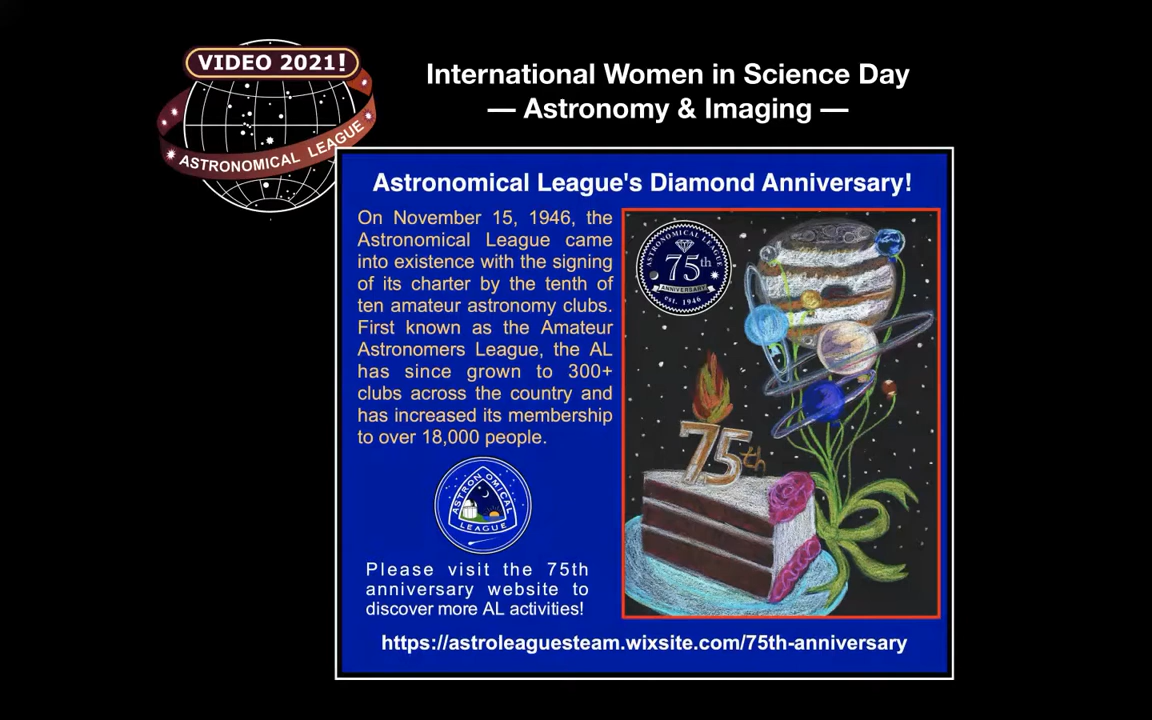 VIDEO 2021!
ASTRONOMICAL LEAGUE
International Women in Science Day
— Astronomy & Imaging —
Astronomical League's Diamond Anniversary!
On November 15, 1946, the
Astronomical League came
into existence with the signing
of its charter by the tenth of
ten amateur astronomy clubs.
First known as the Amateur
Astronomers League, the AL
has since grown to 300+
clubs across the country and
has increased its membership
to over 18,000 people.
ASTRONOMICAL LEAGUE
75th
ANNIVERSARY
est. 1946
75th
ASTRONOMICAL
LEAGUE
Please visit the 75th
anniversary website to
discover more AL activities!
https://astroleaguesteam.wixsite.com/75th-anniversary